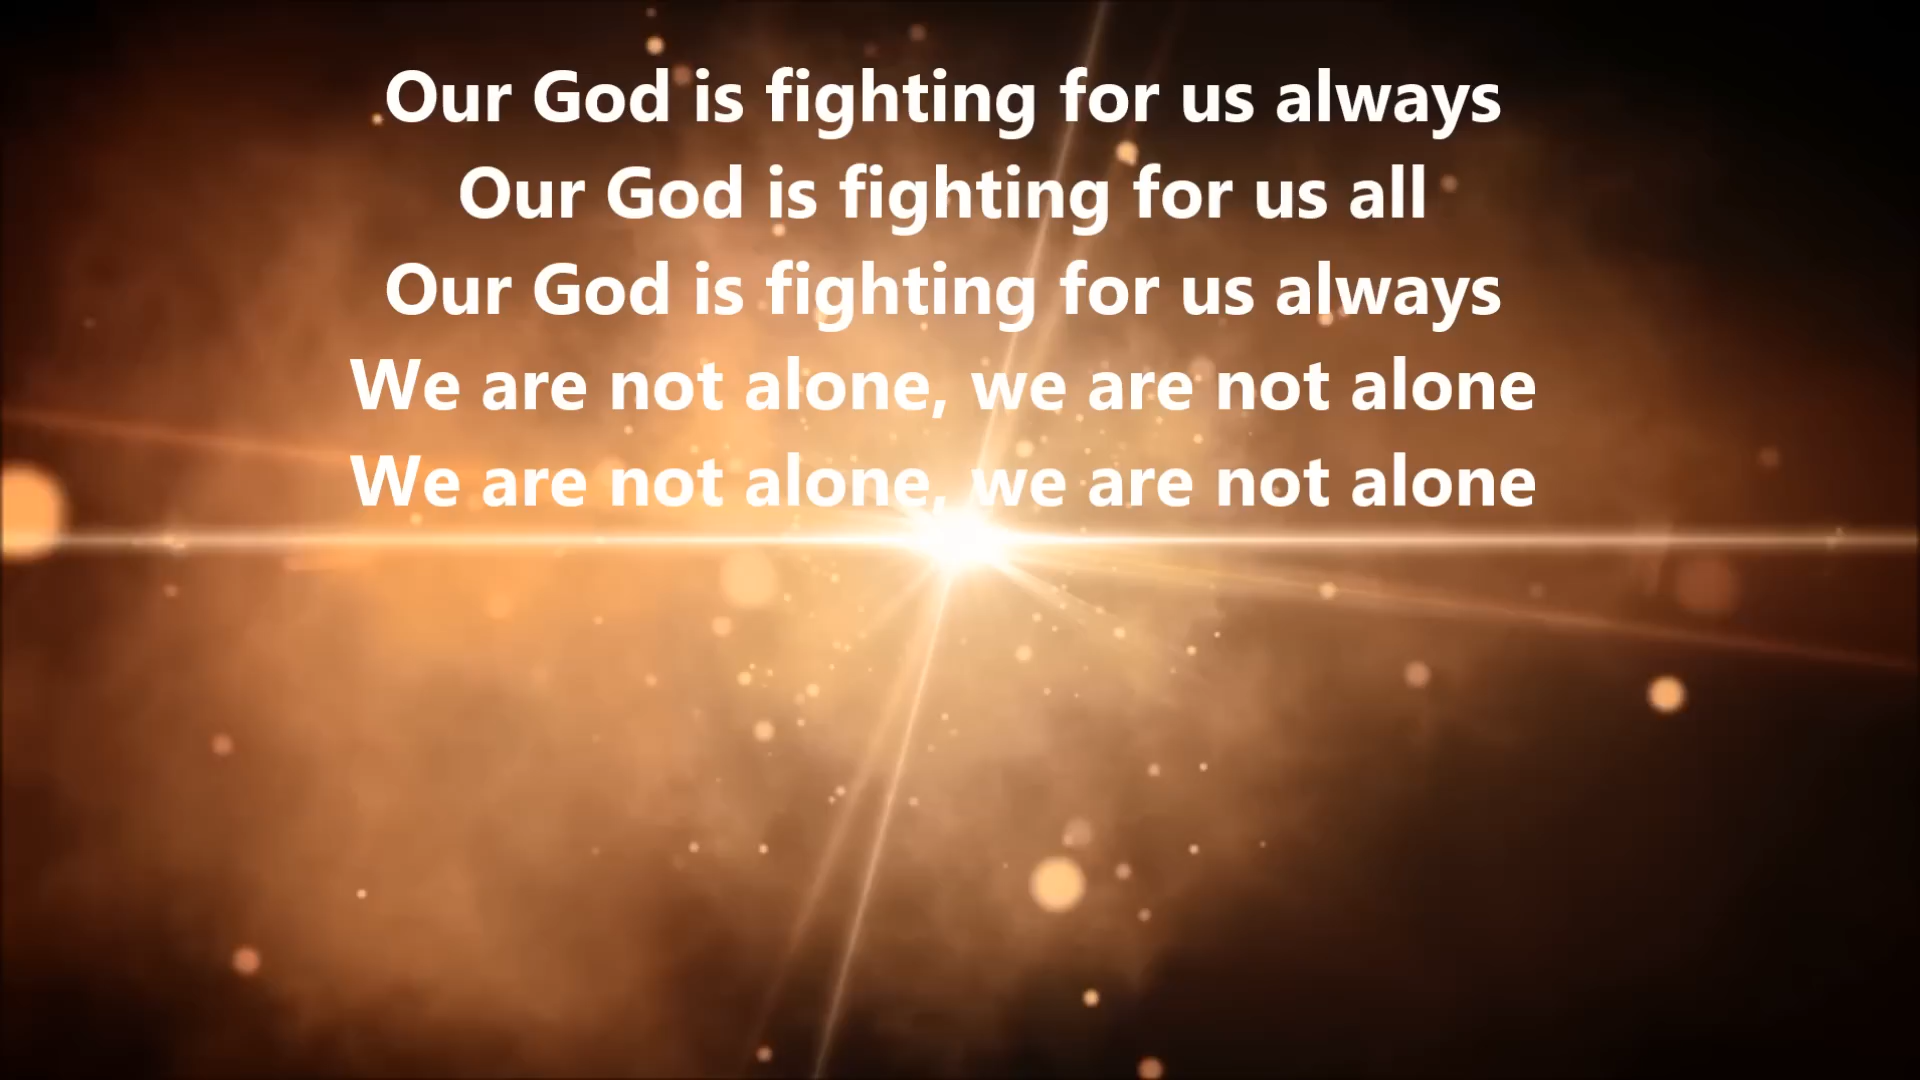 Our God is fighting for us always
Our God is fighting for us all
Our God is fighting for us always
We are not alone, we are not alone
We are not alone, we are not alone